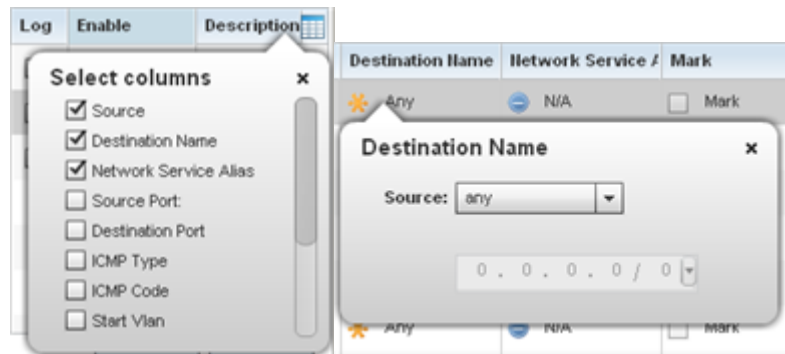 Log Enable Description
Select columns ×
Source
Destination Name
Network Service Alias
Source Port:
Destination Port
ICMP Type
ICMP Code
Start Vlan
Destination Name Network Service A Mark
Any N/A Mark
Destination Name ×
Source: any
0 . 0 . 0 . 0 / 0
Any N/A Mark